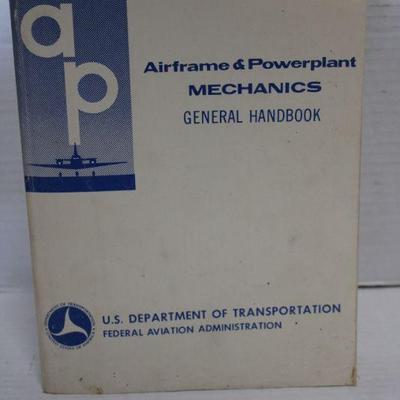 ap
Airframe & Powerplant
MECHANICS
GENERAL HANDBOOK
U.S. DEPARTMENT OF TRANSPORTATION
FEDERAL AVIATION ADMINISTRATION